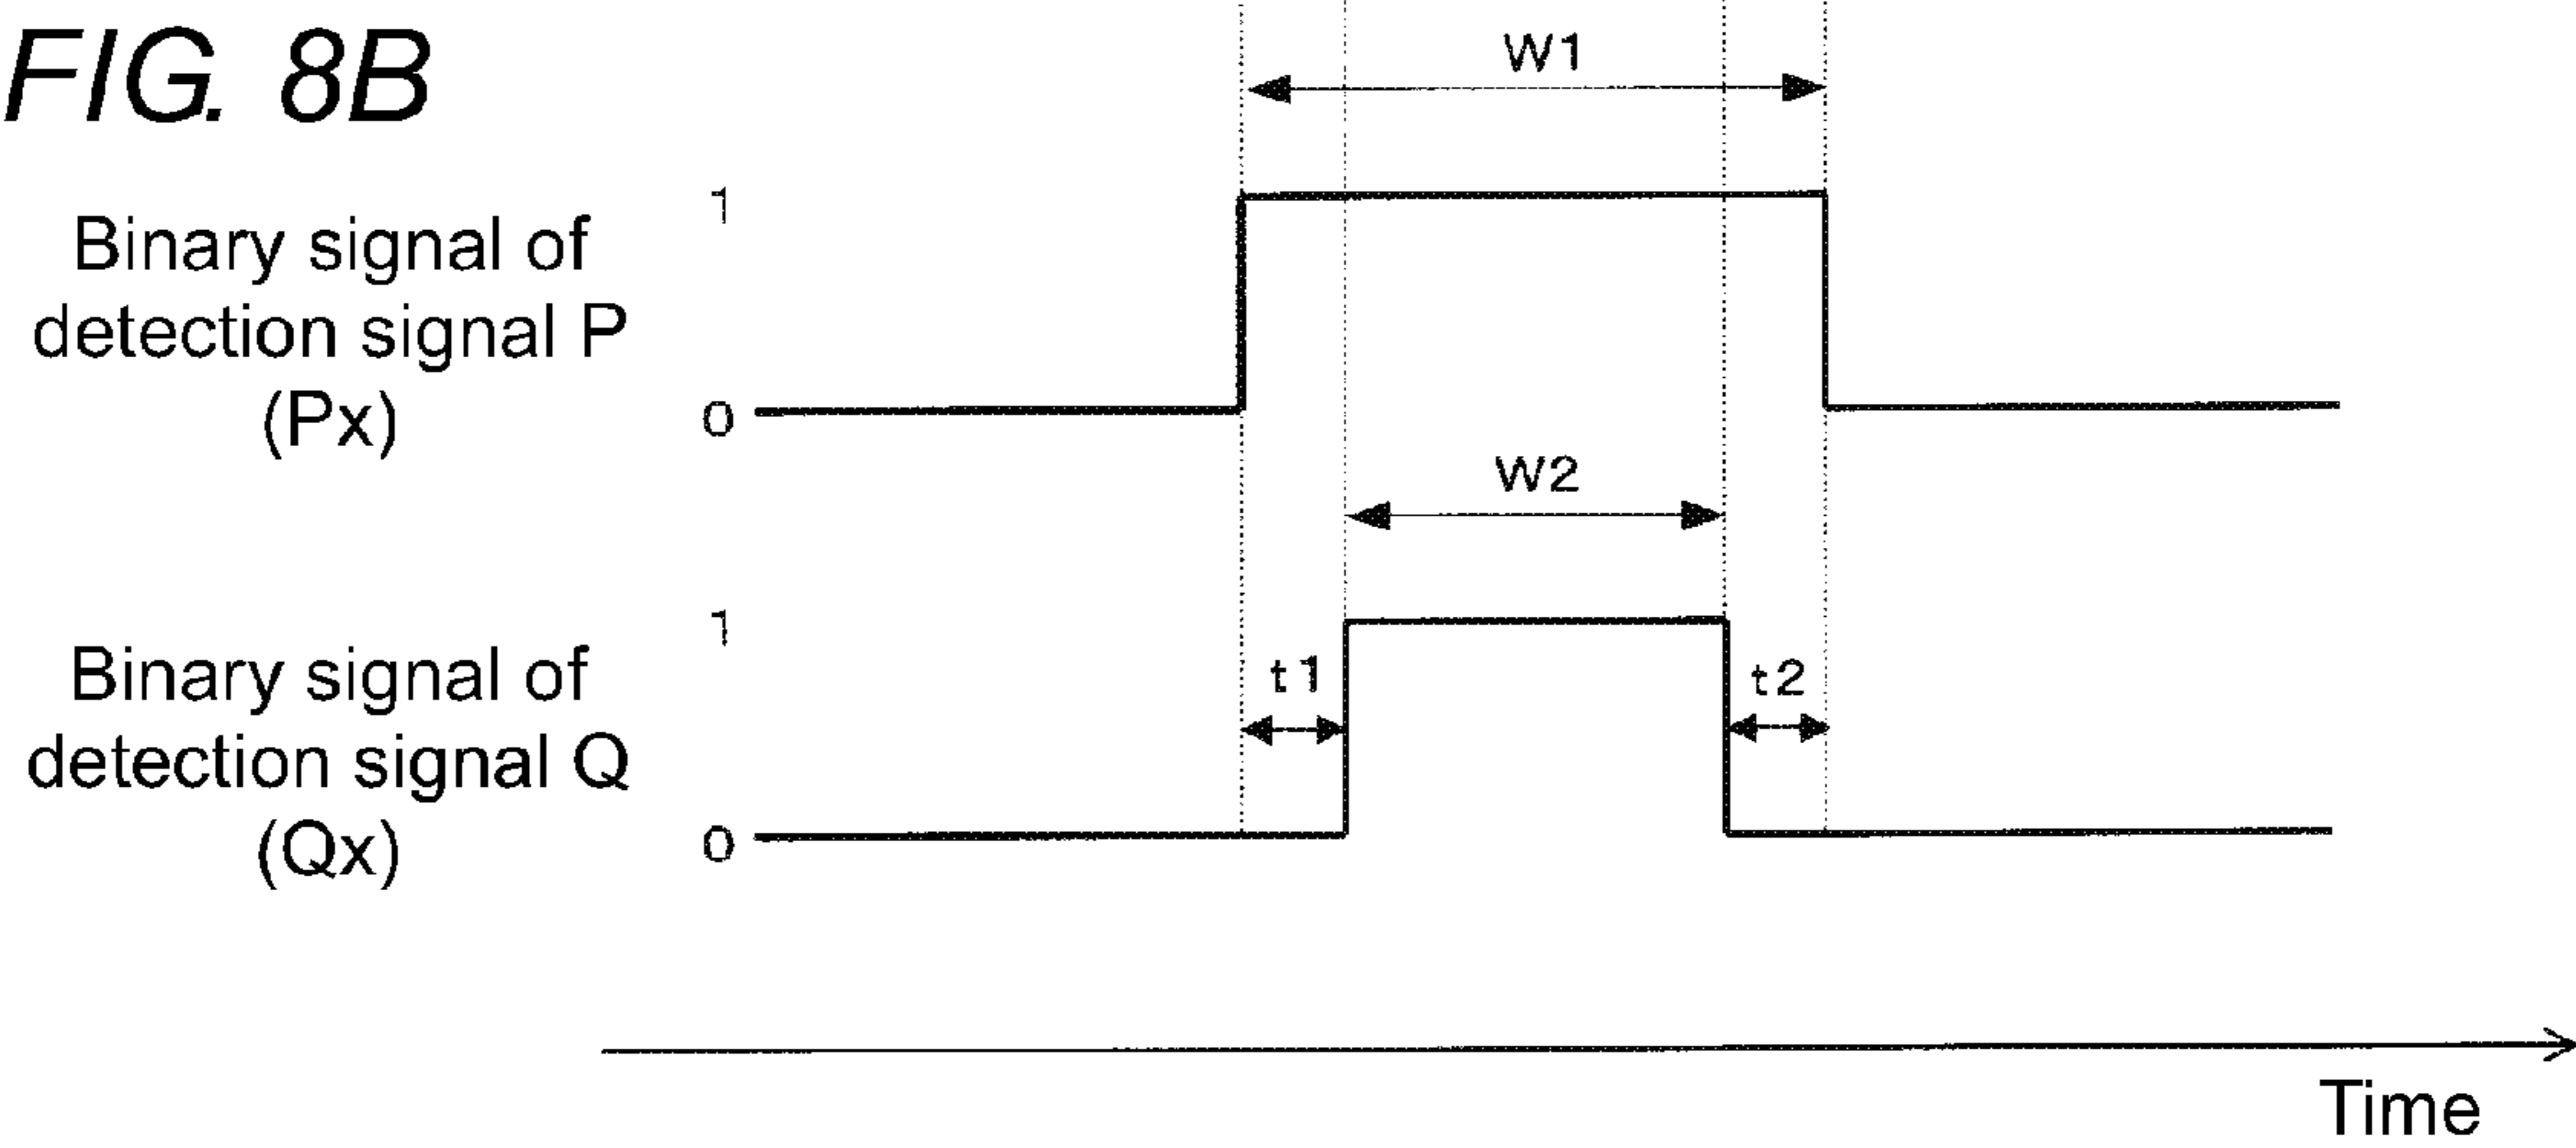 FIG. 8B
W1
1
Binary signal of
detection signal P
(Px)
0
W2
1
Binary signal of
detection signal Q
(Qx)
t1
t2
0
Time